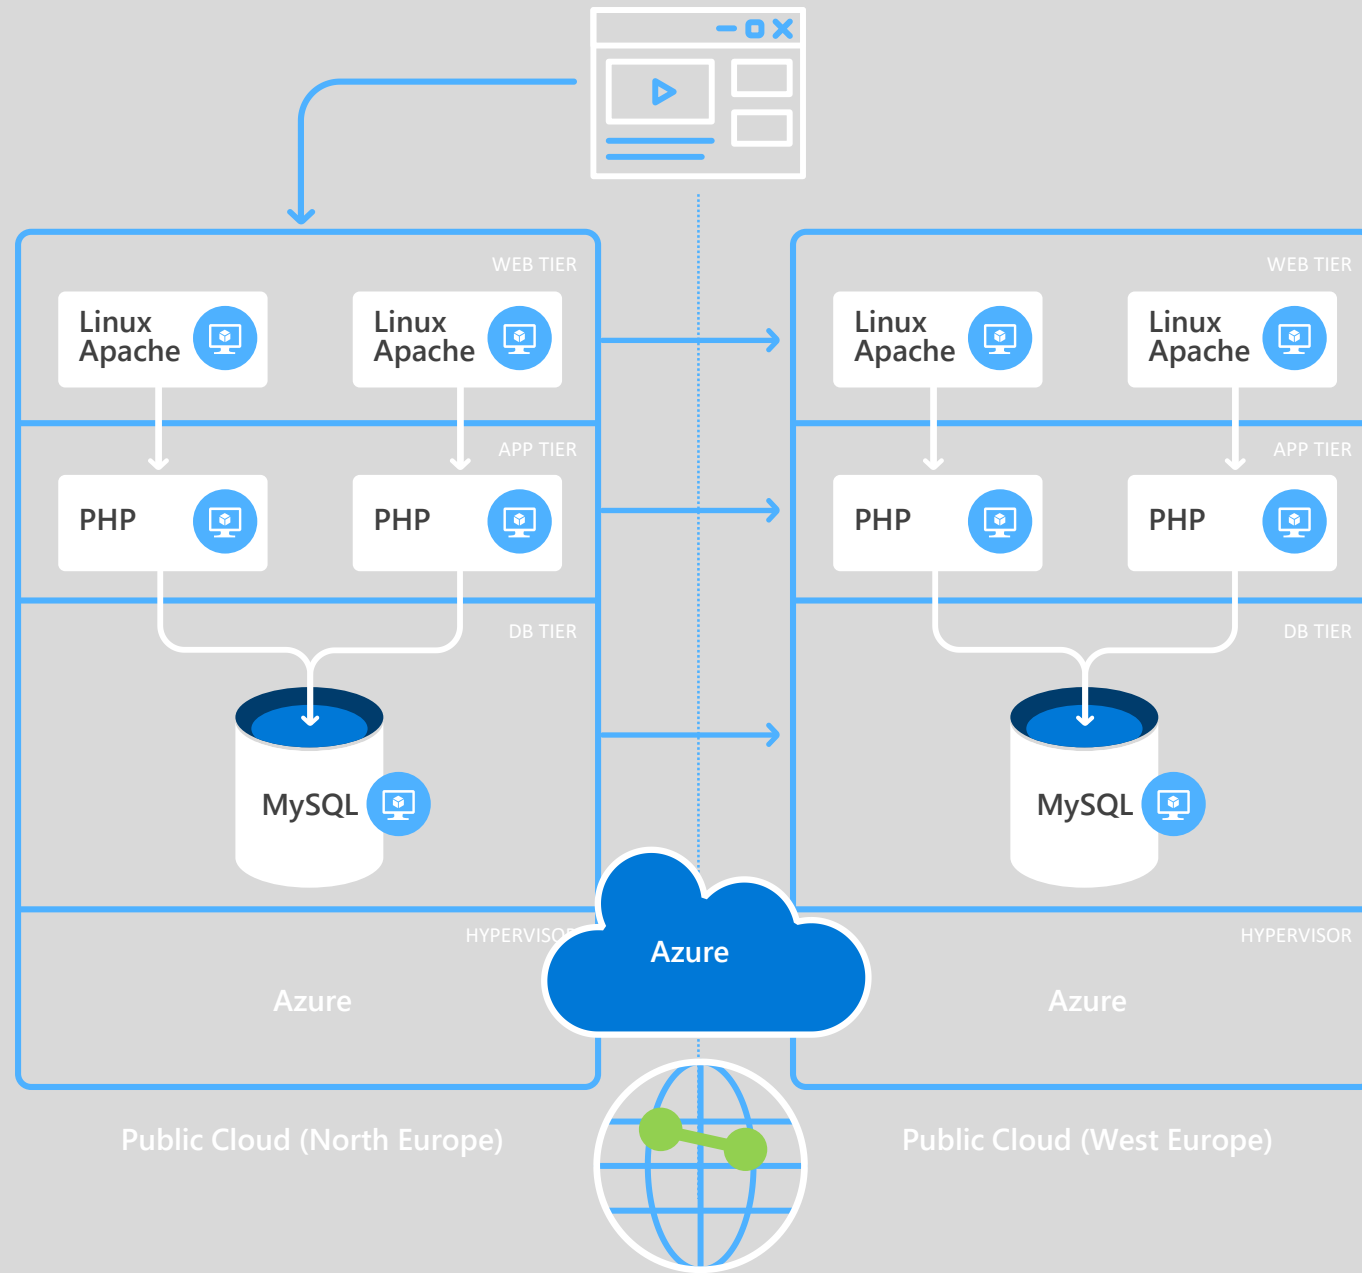 WEB TIER
Linux
Apache
Linux
Apache
APP TIER
PHP
PHP
DB TIER
MySQL
HYPERVISOR
Azure
Public Cloud (North Europe)
Azure
WEB TIER
Linux
Apache
Linux
Apache
APP TIER
PHP
PHP
DB TIER
MySQL
HYPERVISOR
Azure
Public Cloud (West Europe)